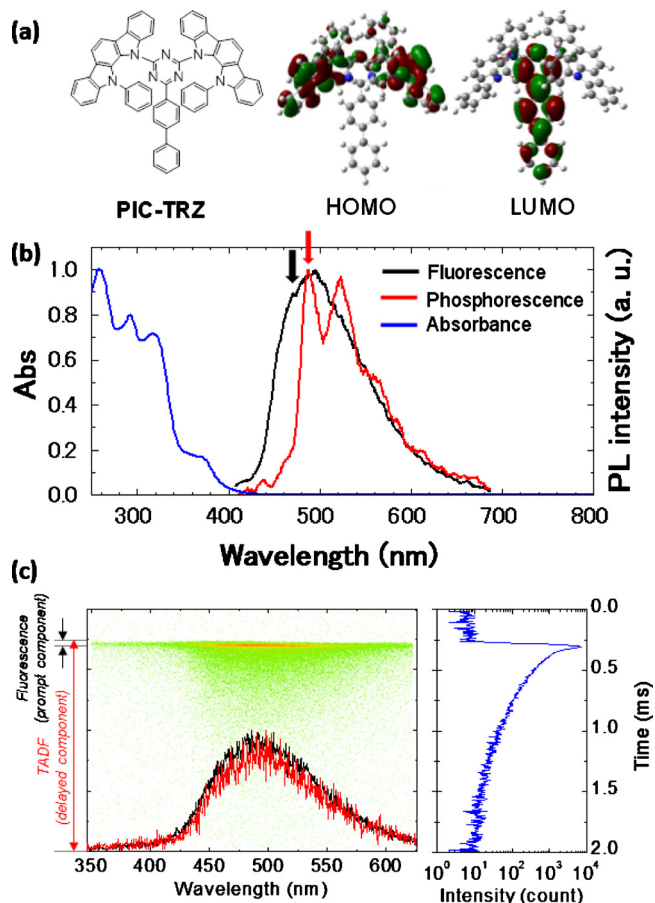 (a)
N N N N
N N
N
PIC-TRZ HOMO LUMO
(b)
1.0
0.8
0.6
0.4
0.2
0.0
Abs
Fluorescence
Phosphorescence
Absorbance
PL intensity (a. u.)
300 400 500 600 700 800
Wavelength (nm)
(c)
Fluorescence
(prompt component)
TADF
(delayed component)
350 400 450 500 550 600
Wavelength (nm)
0.0
0.5
1.0
1.5
2.0
Time (ms)
10⁰ 10¹ 10² 10³ 10⁴
Intensity (count)